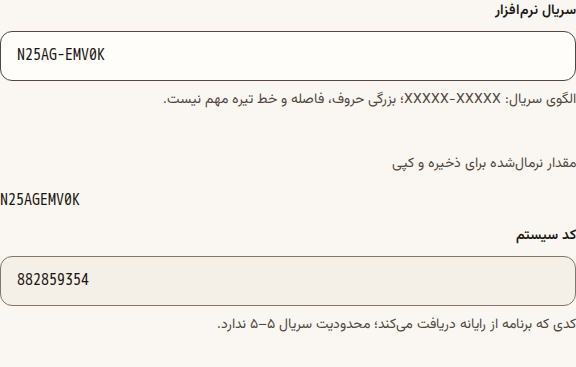 سریال نرم‌افزار
N25AG-EMV0K
الگوی سریال: XXXXX-XXXXX؛ بزرگی حروف، فاصله و خط تیره مهم نیست.
مقدار نرمال‌شده برای ذخیره و کپی
N25AGEMV0K
کد سیستم
882859354
کدی که برنامه از رایانه دریافت می‌کند؛ محدودیت سریال ۵–۵ ندارد.